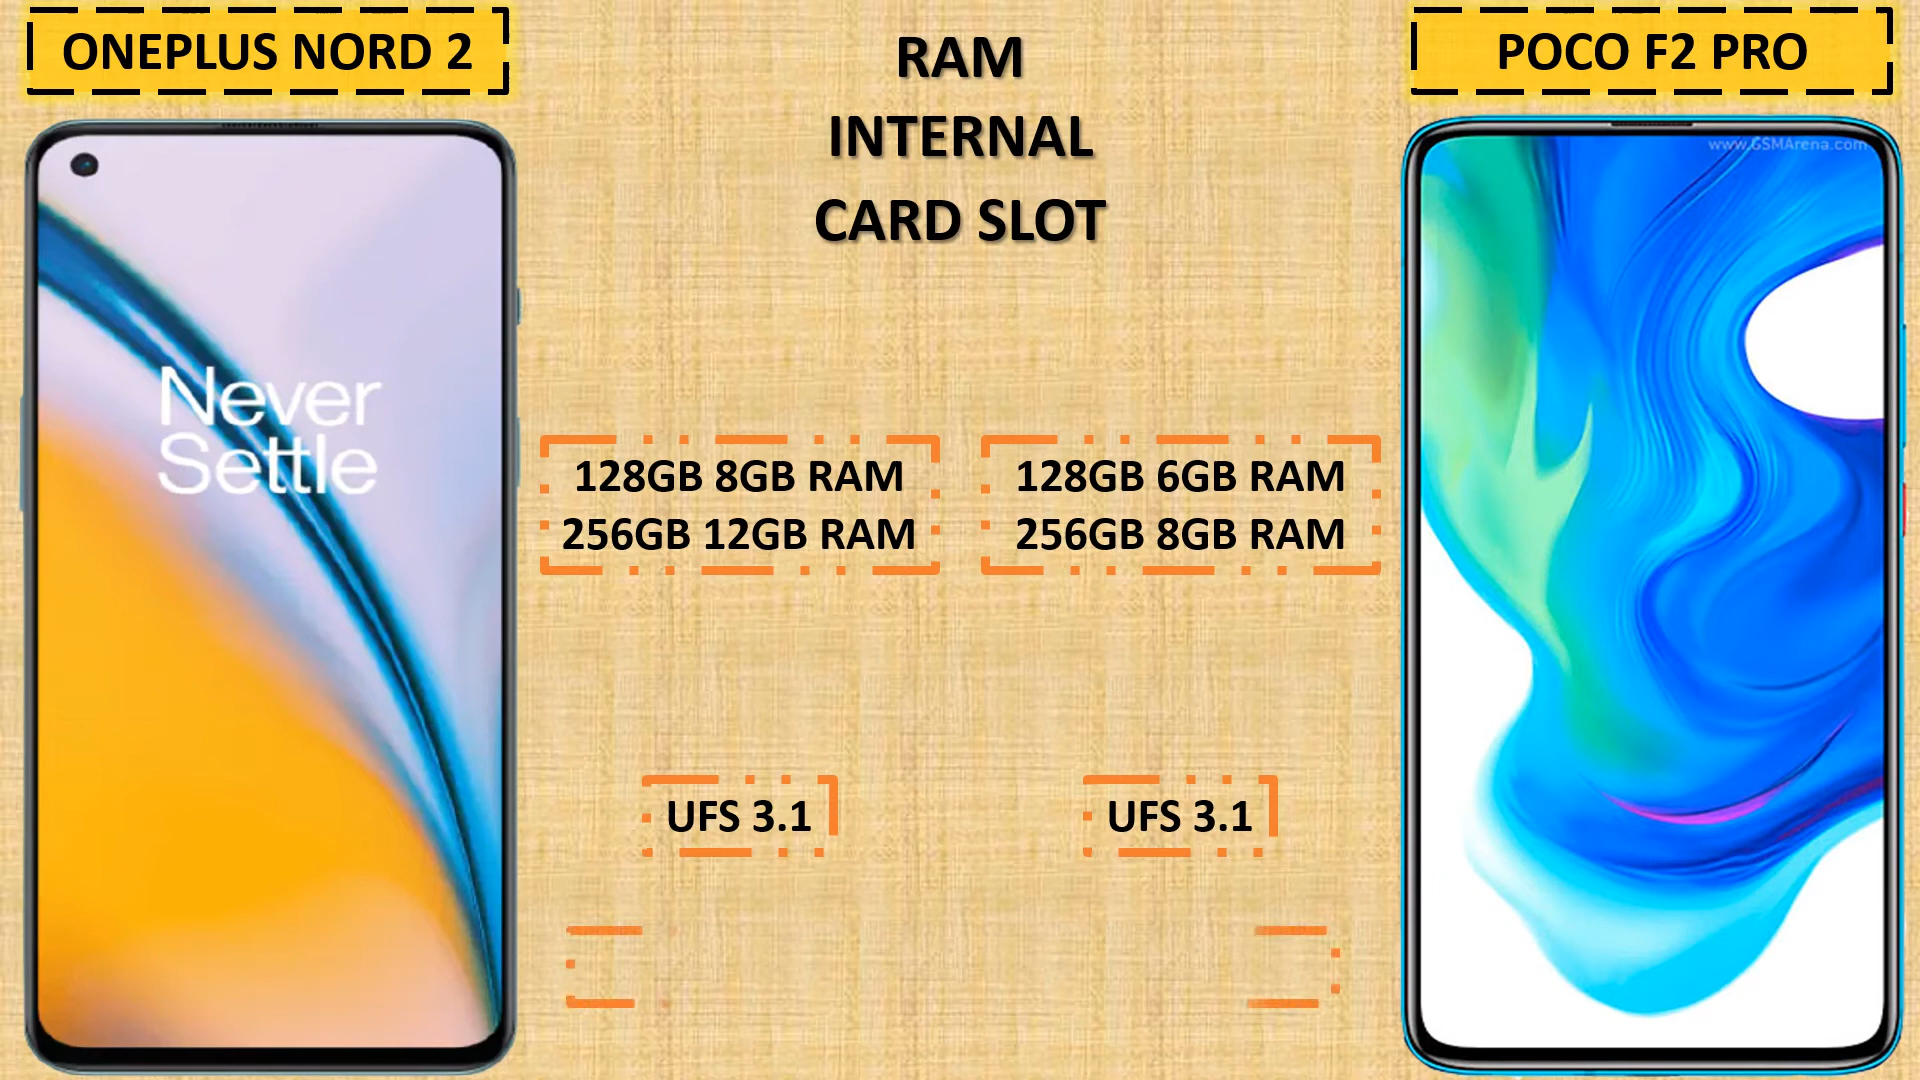 ONEPLUS NORD 2
RAM
INTERNAL
CARD SLOT
POCO F2 PRO
www.GSMArena.com
Never
Settle
128GB 8GB RAM
256GB 12GB RAM
128GB 6GB RAM
256GB 8GB RAM
UFS 3.1
UFS 3.1